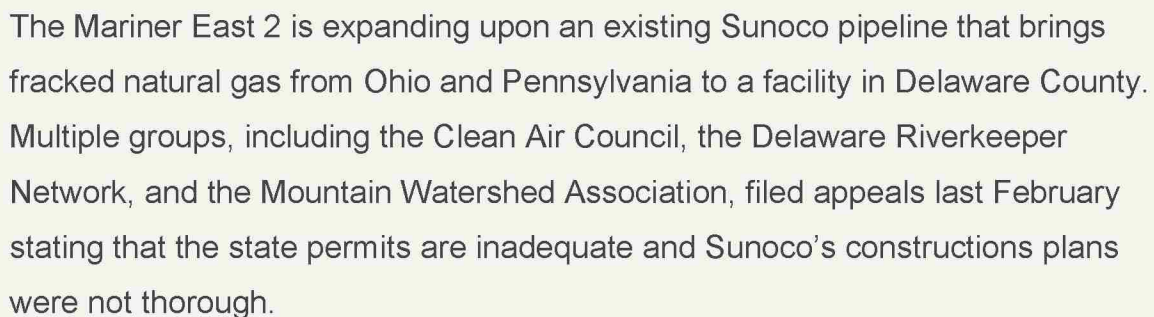 The Mariner East 2 is expanding upon an existing Sunoco pipeline that brings
fracked natural gas from Ohio and Pennsylvania to a facility in Delaware County.
Multiple groups, including the Clean Air Council, the Delaware Riverkeeper
Network, and the Mountain Watershed Association, filed appeals last February
stating that the state permits are inadequate and Sunoco’s constructions plans
were not thorough.